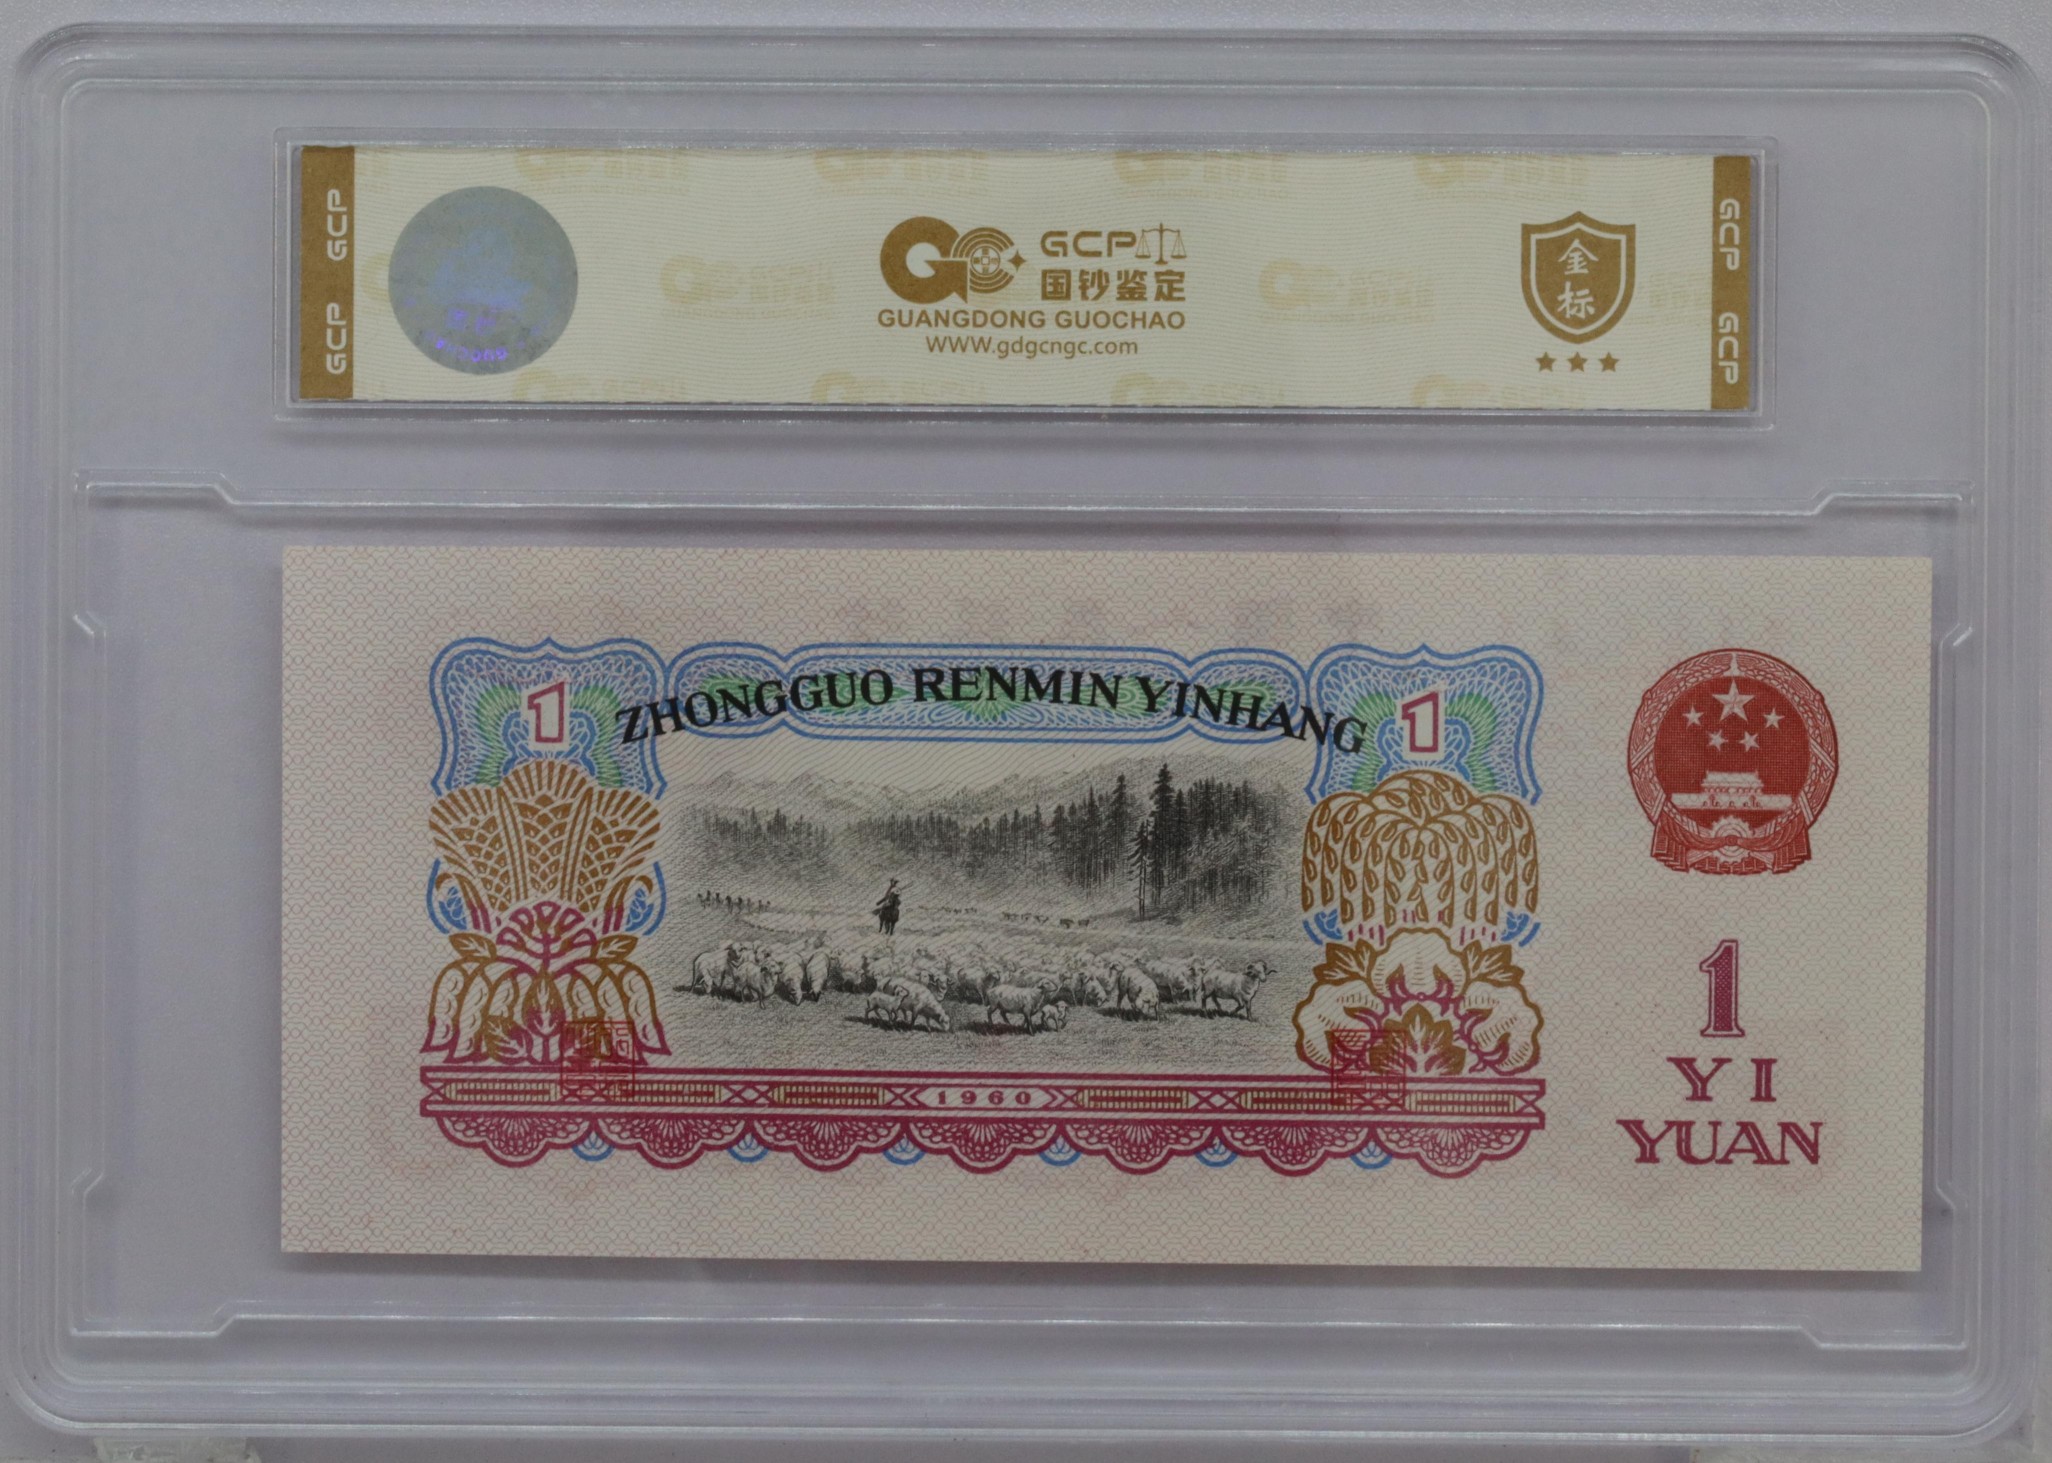 GCP GCP
GCP
国钞鉴定
GUANGDONG GUOCHAO
WWW.gdgcngc.com
金标
GCP GCP
ZHONGGUO RENMIN YINHANG
1
1
1960
1
YI
YUAN